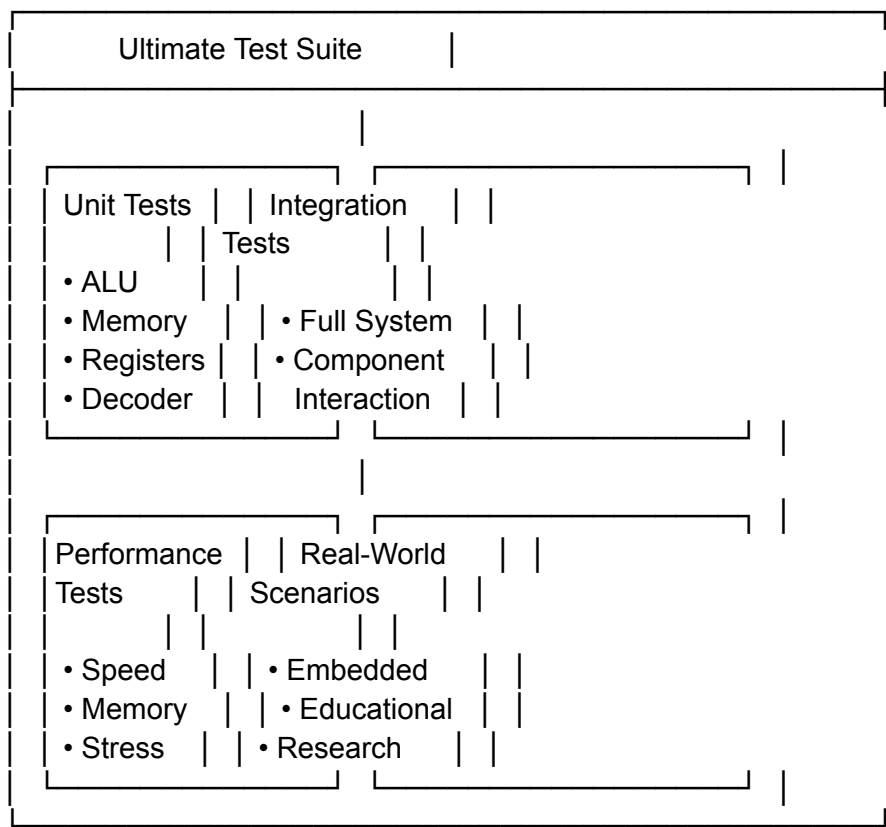 Ultimate Test Suite
Unit Tests
• ALU
• Memory
• Registers
• Decoder
Integration
Tests
• Full System
• Component
Interaction
Performance
Tests
• Speed
• Memory
• Stress
Real-World
Scenarios
• Embedded
• Educational
• Research